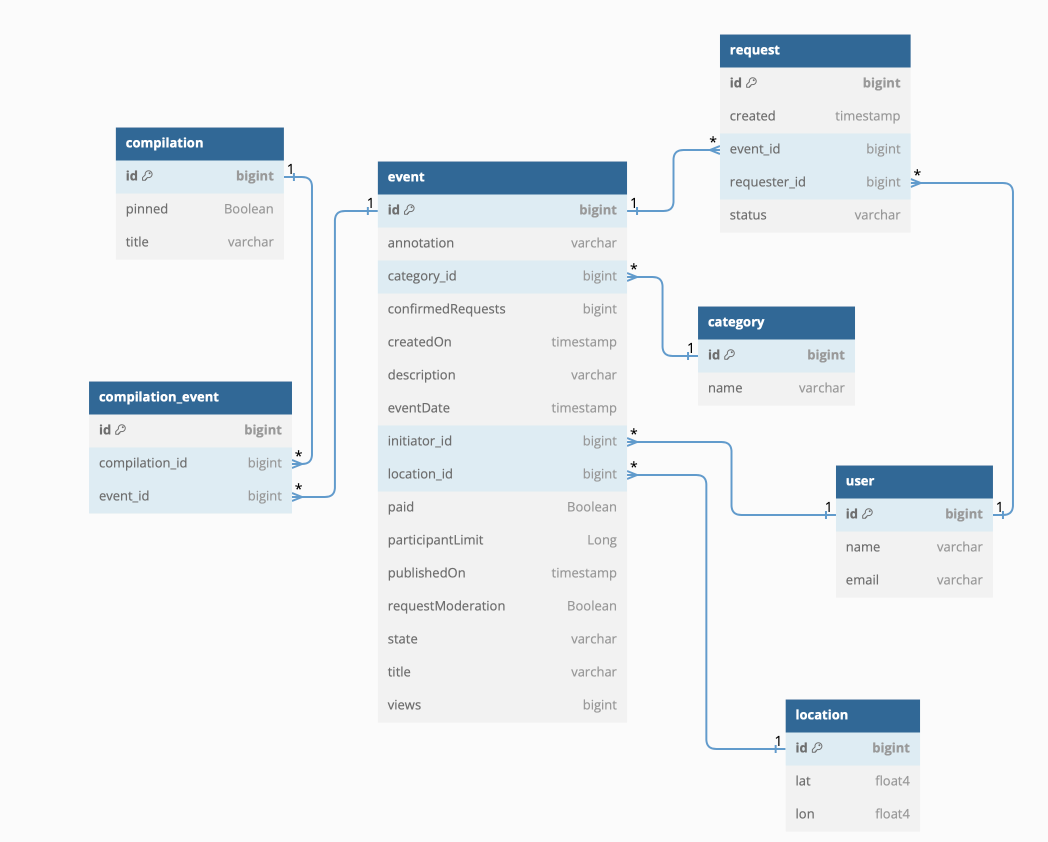 request
id bigint
created timestamp
* event_id bigint
requester_id bigint *
status varchar
compilation
id bigint 1
pinned Boolean
title varchar
event
1 id bigint 1
annotation varchar
category_id bigint *
confirmedRequests bigint
createdOn timestamp
description varchar
eventDate timestamp
initiator_id bigint *
location_id bigint *
paid Boolean
participantLimit Long
publishedOn timestamp
requestModeration Boolean
state varchar
title varchar
views bigint
category
1 id bigint
name varchar
compilation_event
id bigint
compilation_id bigint *
event_id bigint *
user
1 id bigint 1
name varchar
email varchar
location
1 id bigint
lat float4
lon float4